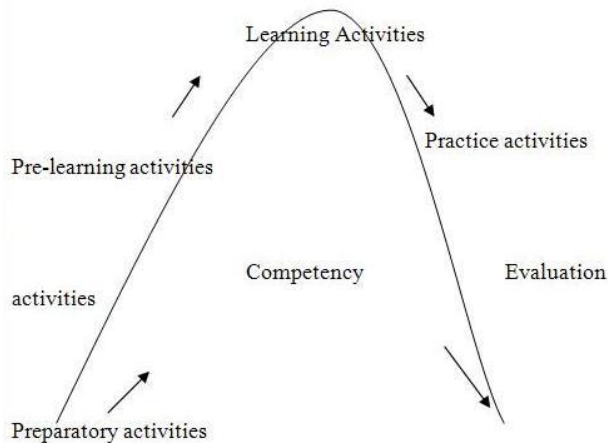 Learning Activities
Practice activities
Pre-learning activities
Competency Evaluation
activities
Preparatory activities